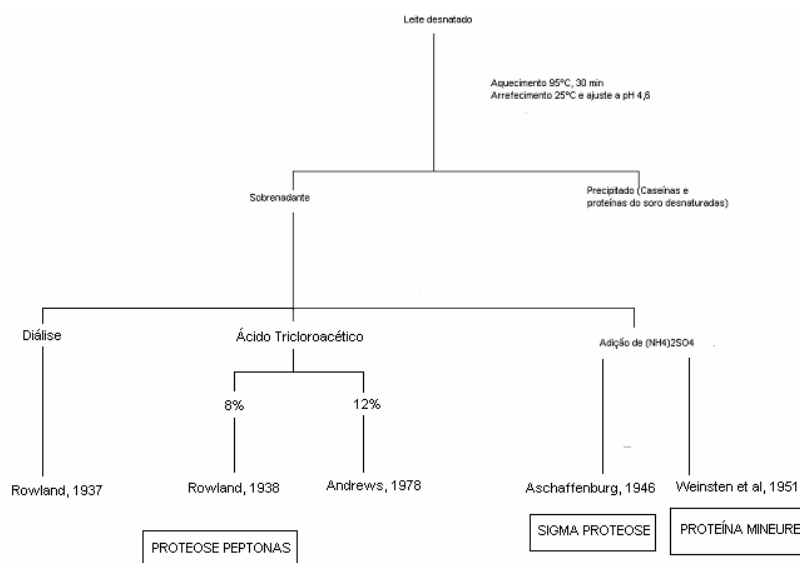 Leite desnatado
Aquecimento 95ºC, 30 min
Arrefecimento 25ºC e ajuste a pH 4,6
Sobrenadante
Precipitado (Caseínas e
proteínas do soro desnaturadas)
Diálise
Ácido Tricloroacético
Adição de (NH4)2SO4
8%
12%
Rowland, 1937
Rowland, 1938
Andrews, 1978
Aschaffenburg, 1946
Weinsten et al, 1951
PROTEOSE PEPTONAS
SIGMA PROTEOSE
PROTEÍNA MINEURE